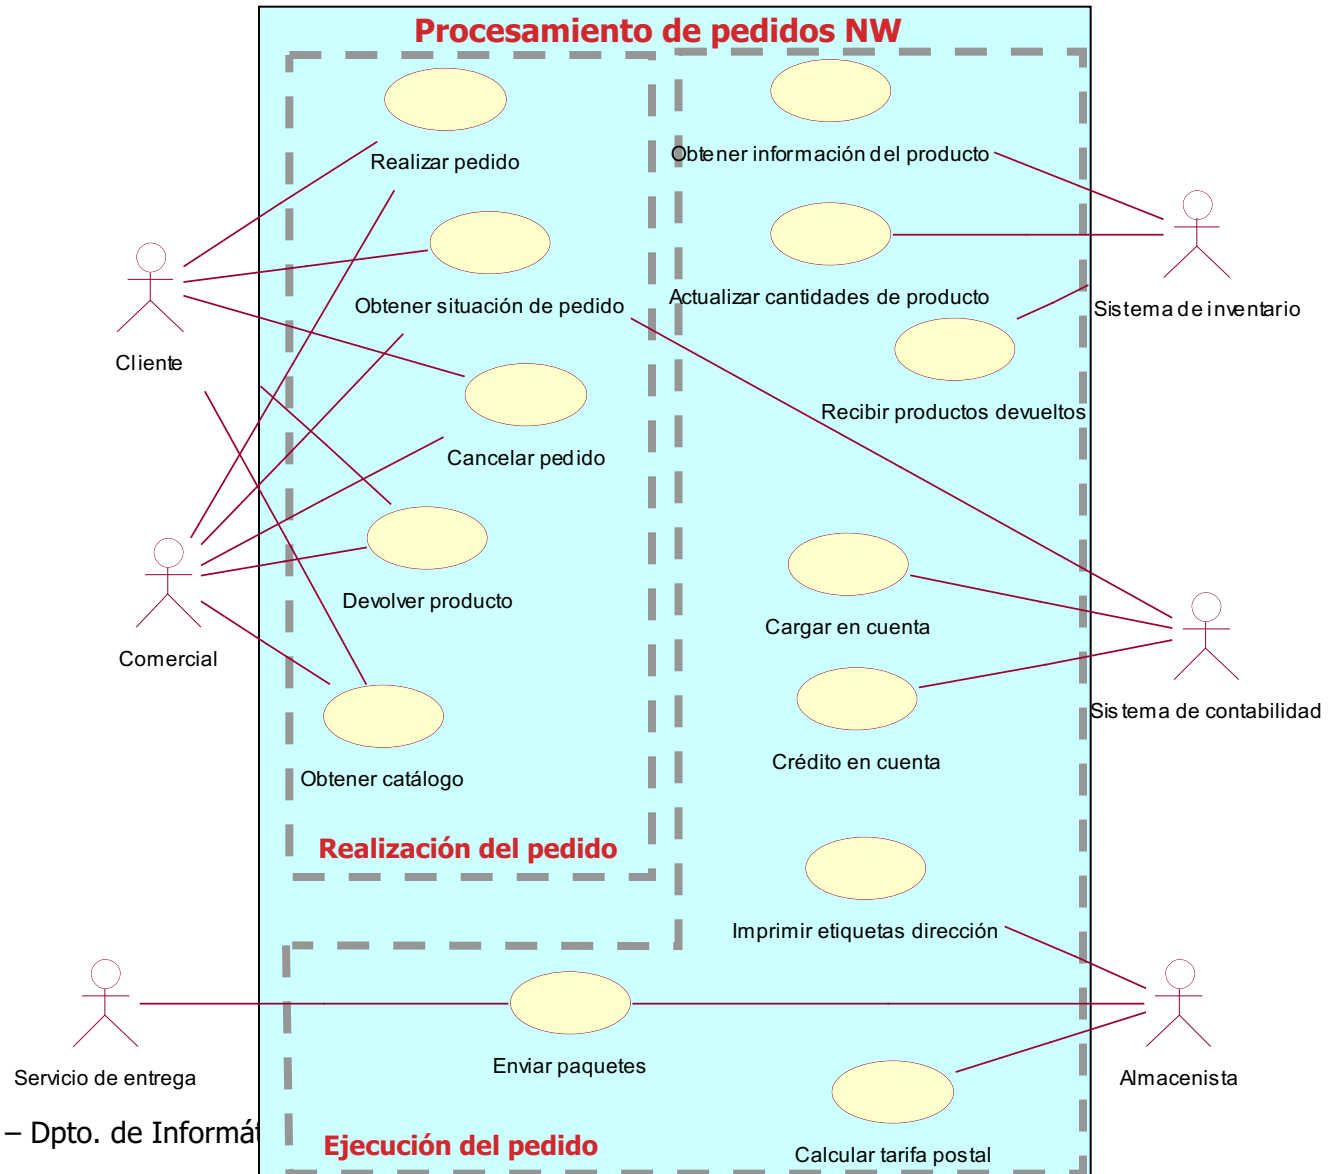 Procesamiento de pedidos NW
Realizar pedido
Obtener información del producto
Obtener situación de pedido
Actualizar cantidades de producto
Sistema de inventario
Cliente
Recibir productos devueltos
Cancelar pedido
Devolver producto
Cargar en cuenta
Comercial
Sistema de contabilidad
Crédito en cuenta
Obtener catálogo
Realización del pedido
Imprimir etiquetas dirección
Enviar paquetes
Servicio de entrega
Almacenista
– Dpto. de Informát
Ejecución del pedido
Calcular tarifa postal